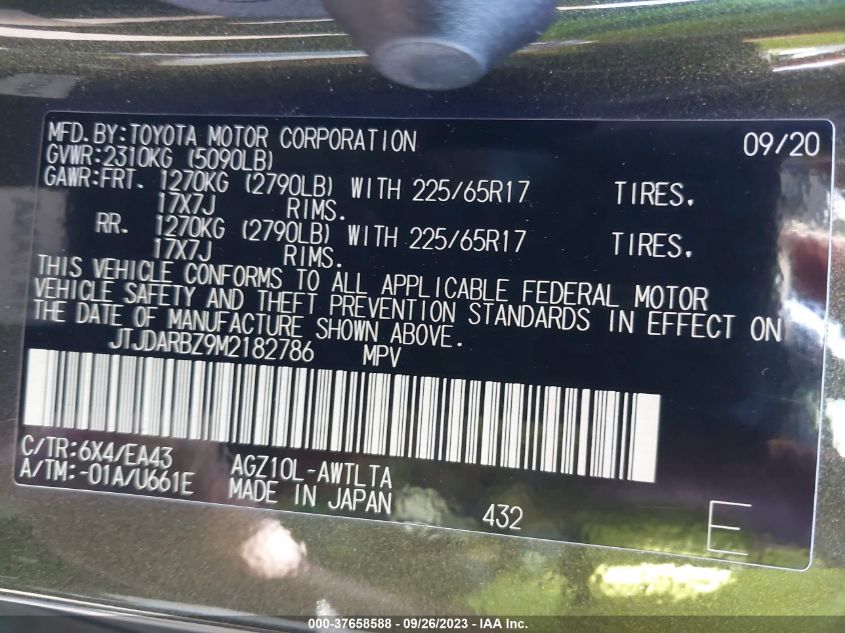 MFD.BY:TOYOTA MOTOR CORPORATION 09/20
GVWR:2310KG (5090LB)
GAWR:FRT. 1270KG (2790LB) WITH 225/65R17 TIRES.
17X7J RIMS.
RR. 1270KG (2790LB) WITH 225/65R17 TIRES.
17X7J RIMS.
THIS VEHICLE CONFORMS TO ALL APPLICABLE FEDERAL MOTOR
VEHICLE SAFETY AND THEFT PREVENTION STANDARDS IN EFFECT ON
THE DATE OF MANUFACTURE SHOWN ABOVE.
JTJDARBZ9M2182786 MPV
C/TR:6X4/EA43
A/TM:-01A/U661E
AGZ10L-AWTLTA
MADE IN JAPAN 432 E
000-37658588 - 09/26/2023 - IAA Inc.